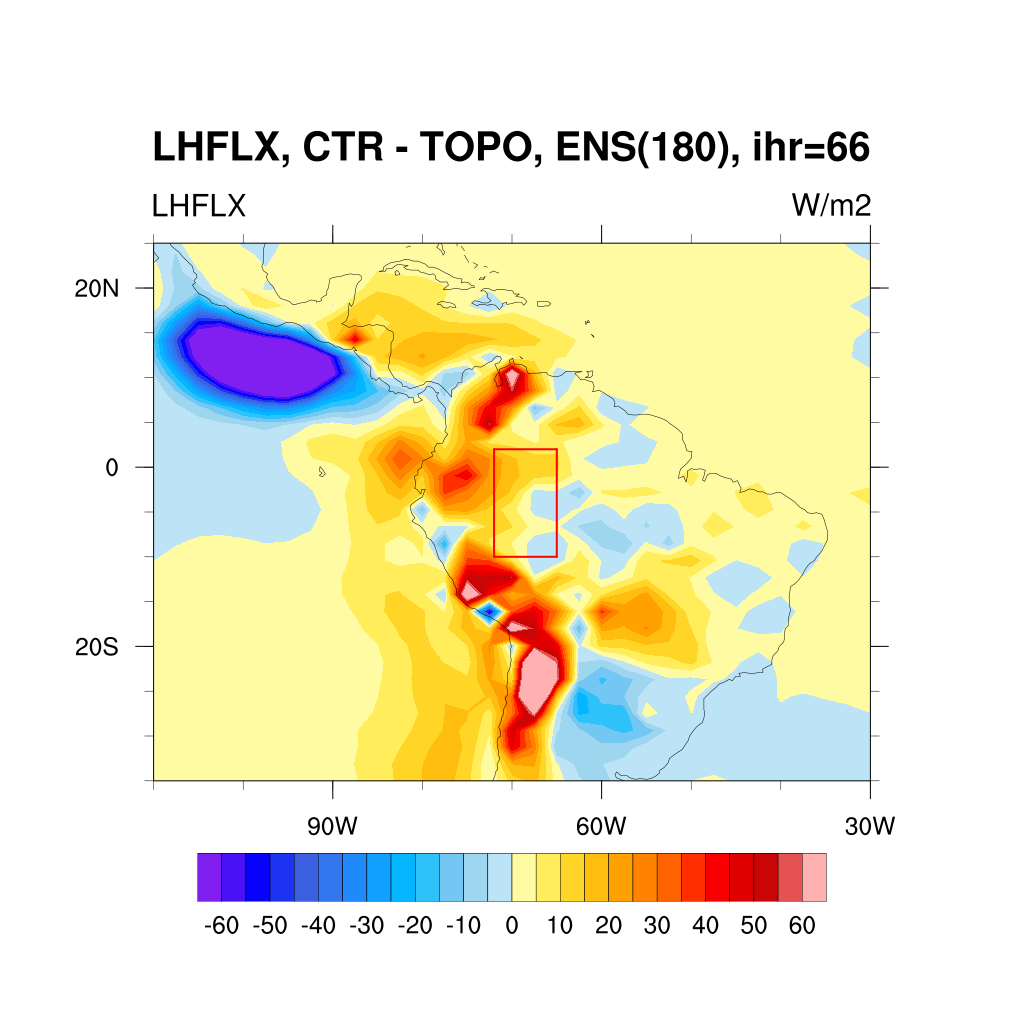 LHFLX, CTR - TOPO, ENS(180), ihr=66
LHFLX W/m2
20N
0
20S
90W 60W 30W
-60 -50 -40 -30 -20 -10 0 10 20 30 40 50 60